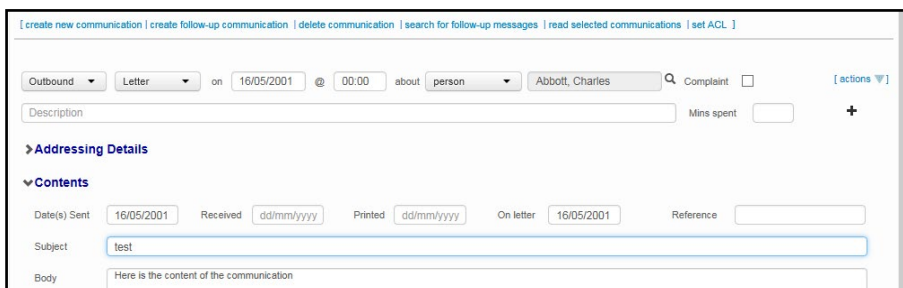 [ create new communication | create follow-up communication | delete communication | search for follow-up messages | read selected communications | set ACL ]
Outbound Letter on 16/05/2001 @ 00:00 about person Abbott, Charles Complaint [ actions ]
Description Mins spent
Addressing Details
Contents
Date(s) Sent 16/05/2001 Received dd/mm/yyyy Printed dd/mm/yyyy On letter 16/05/2001 Reference
Subject test
Body Here is the content of the communication